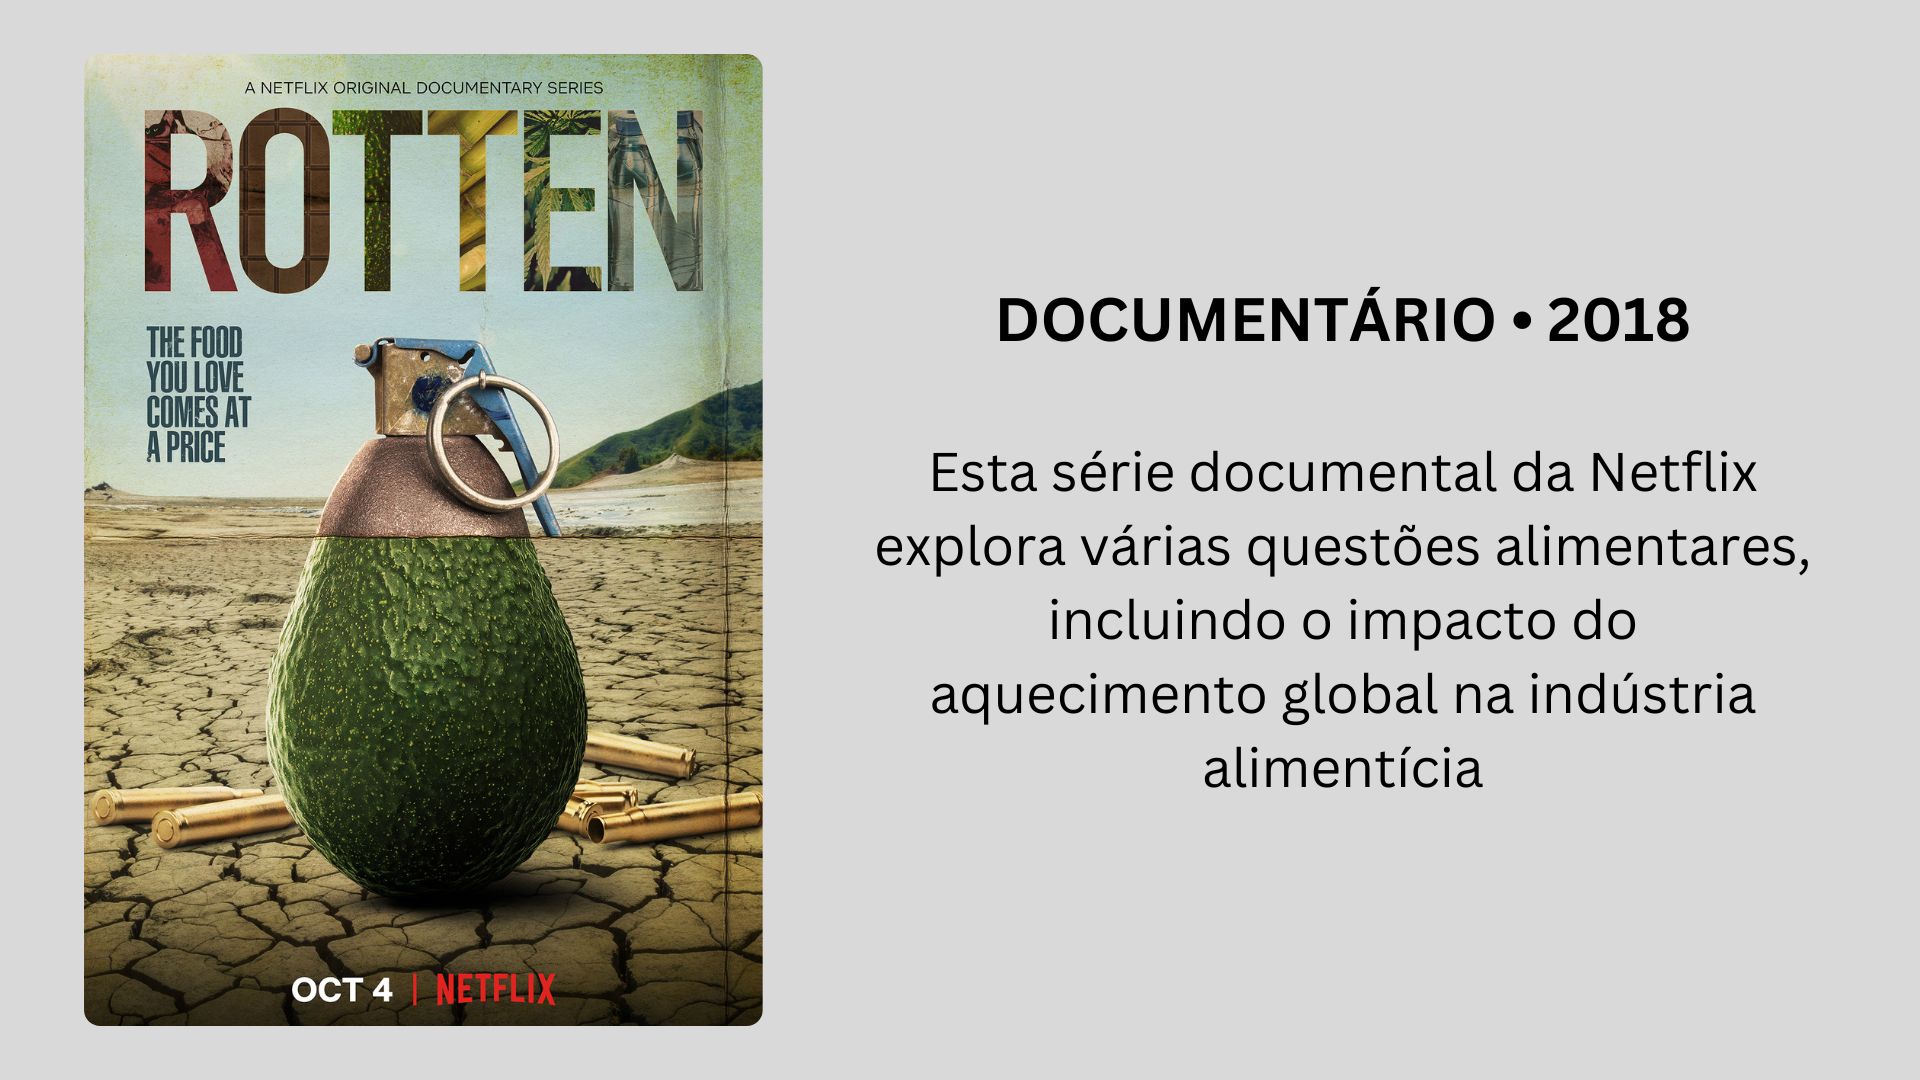 A NETFLIX ORIGINAL DOCUMENTARY SERIES
ROTTEN
THE FOOD
YOU LOVE
COMES AT
A PRICE
OCT 4 | NETFLIX
DOCUMENTÁRIO • 2018
Esta série documental da Netflix
explora várias questões alimentares,
incluindo o impacto do
aquecimento global na indústria
alimentícia